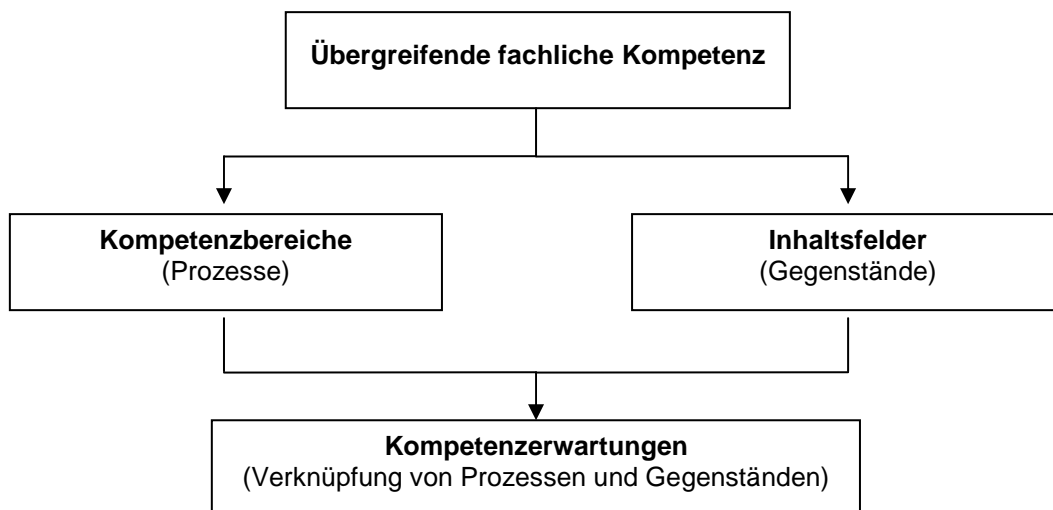 Übergreifende fachliche Kompetenz
Kompetenzbereiche
(Prozesse)
Inhaltsfelder
(Gegenstände)
Kompetenzerwartungen
(Verknüpfung von Prozessen und Gegenständen)